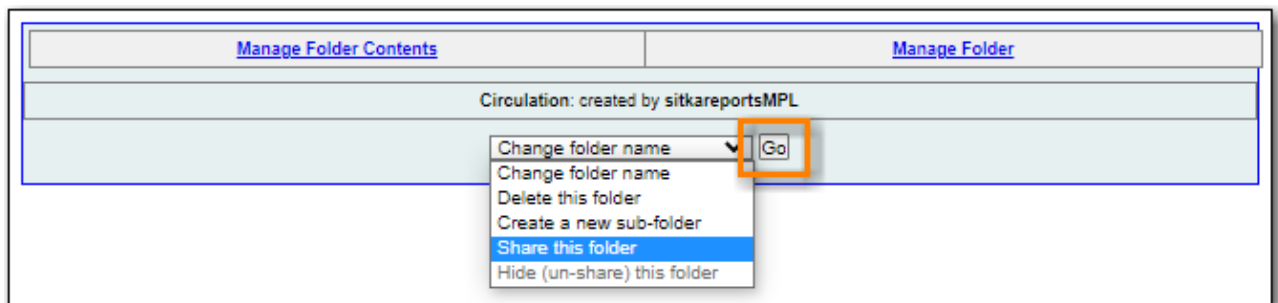 Manage Folder Contents Manage Folder
Circulation: created by sitkareportsMPL
Change folder name Go
Change folder name
Delete this folder
Create a new sub-folder
Share this folder
Hide (un-share) this folder